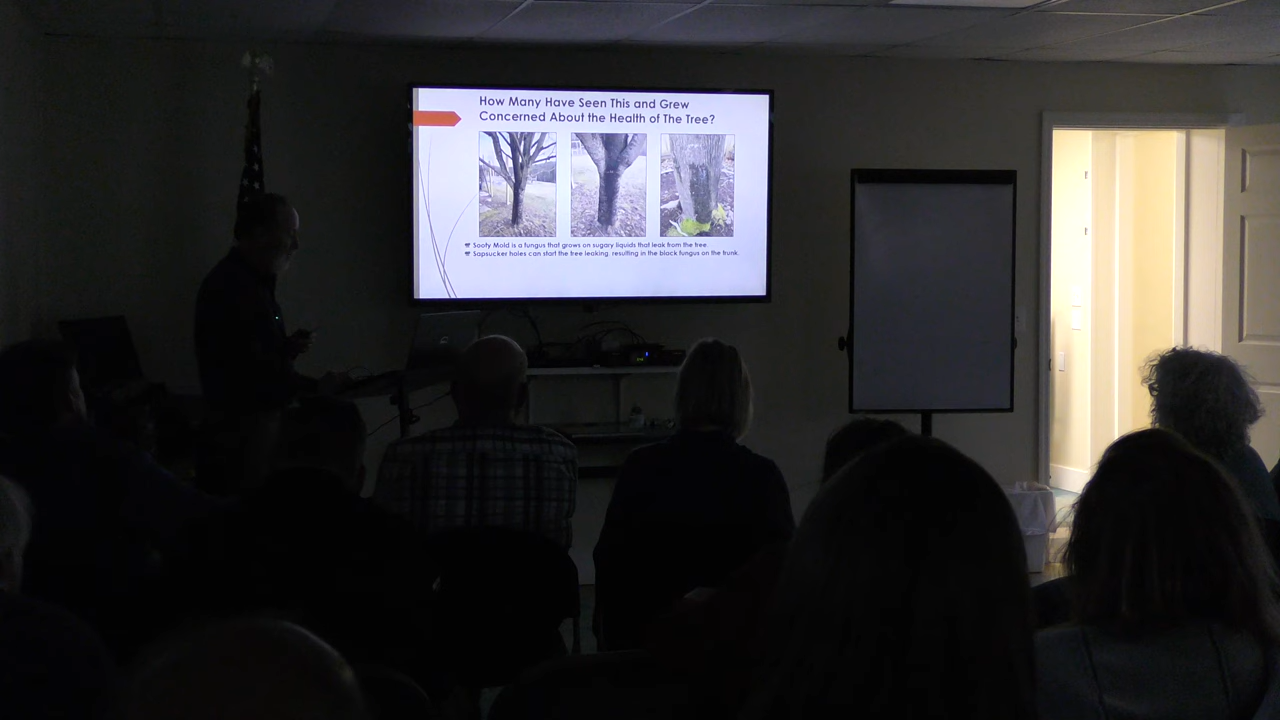 How Many Have Seen This and Grew
Concerned About the Health of The Tree?
Sooty Mold is a fungus that grows on sugary liquids that leak from the tree.
Sapsucker holes can start the tree leaking, resulting in the black fungus on the trunk.